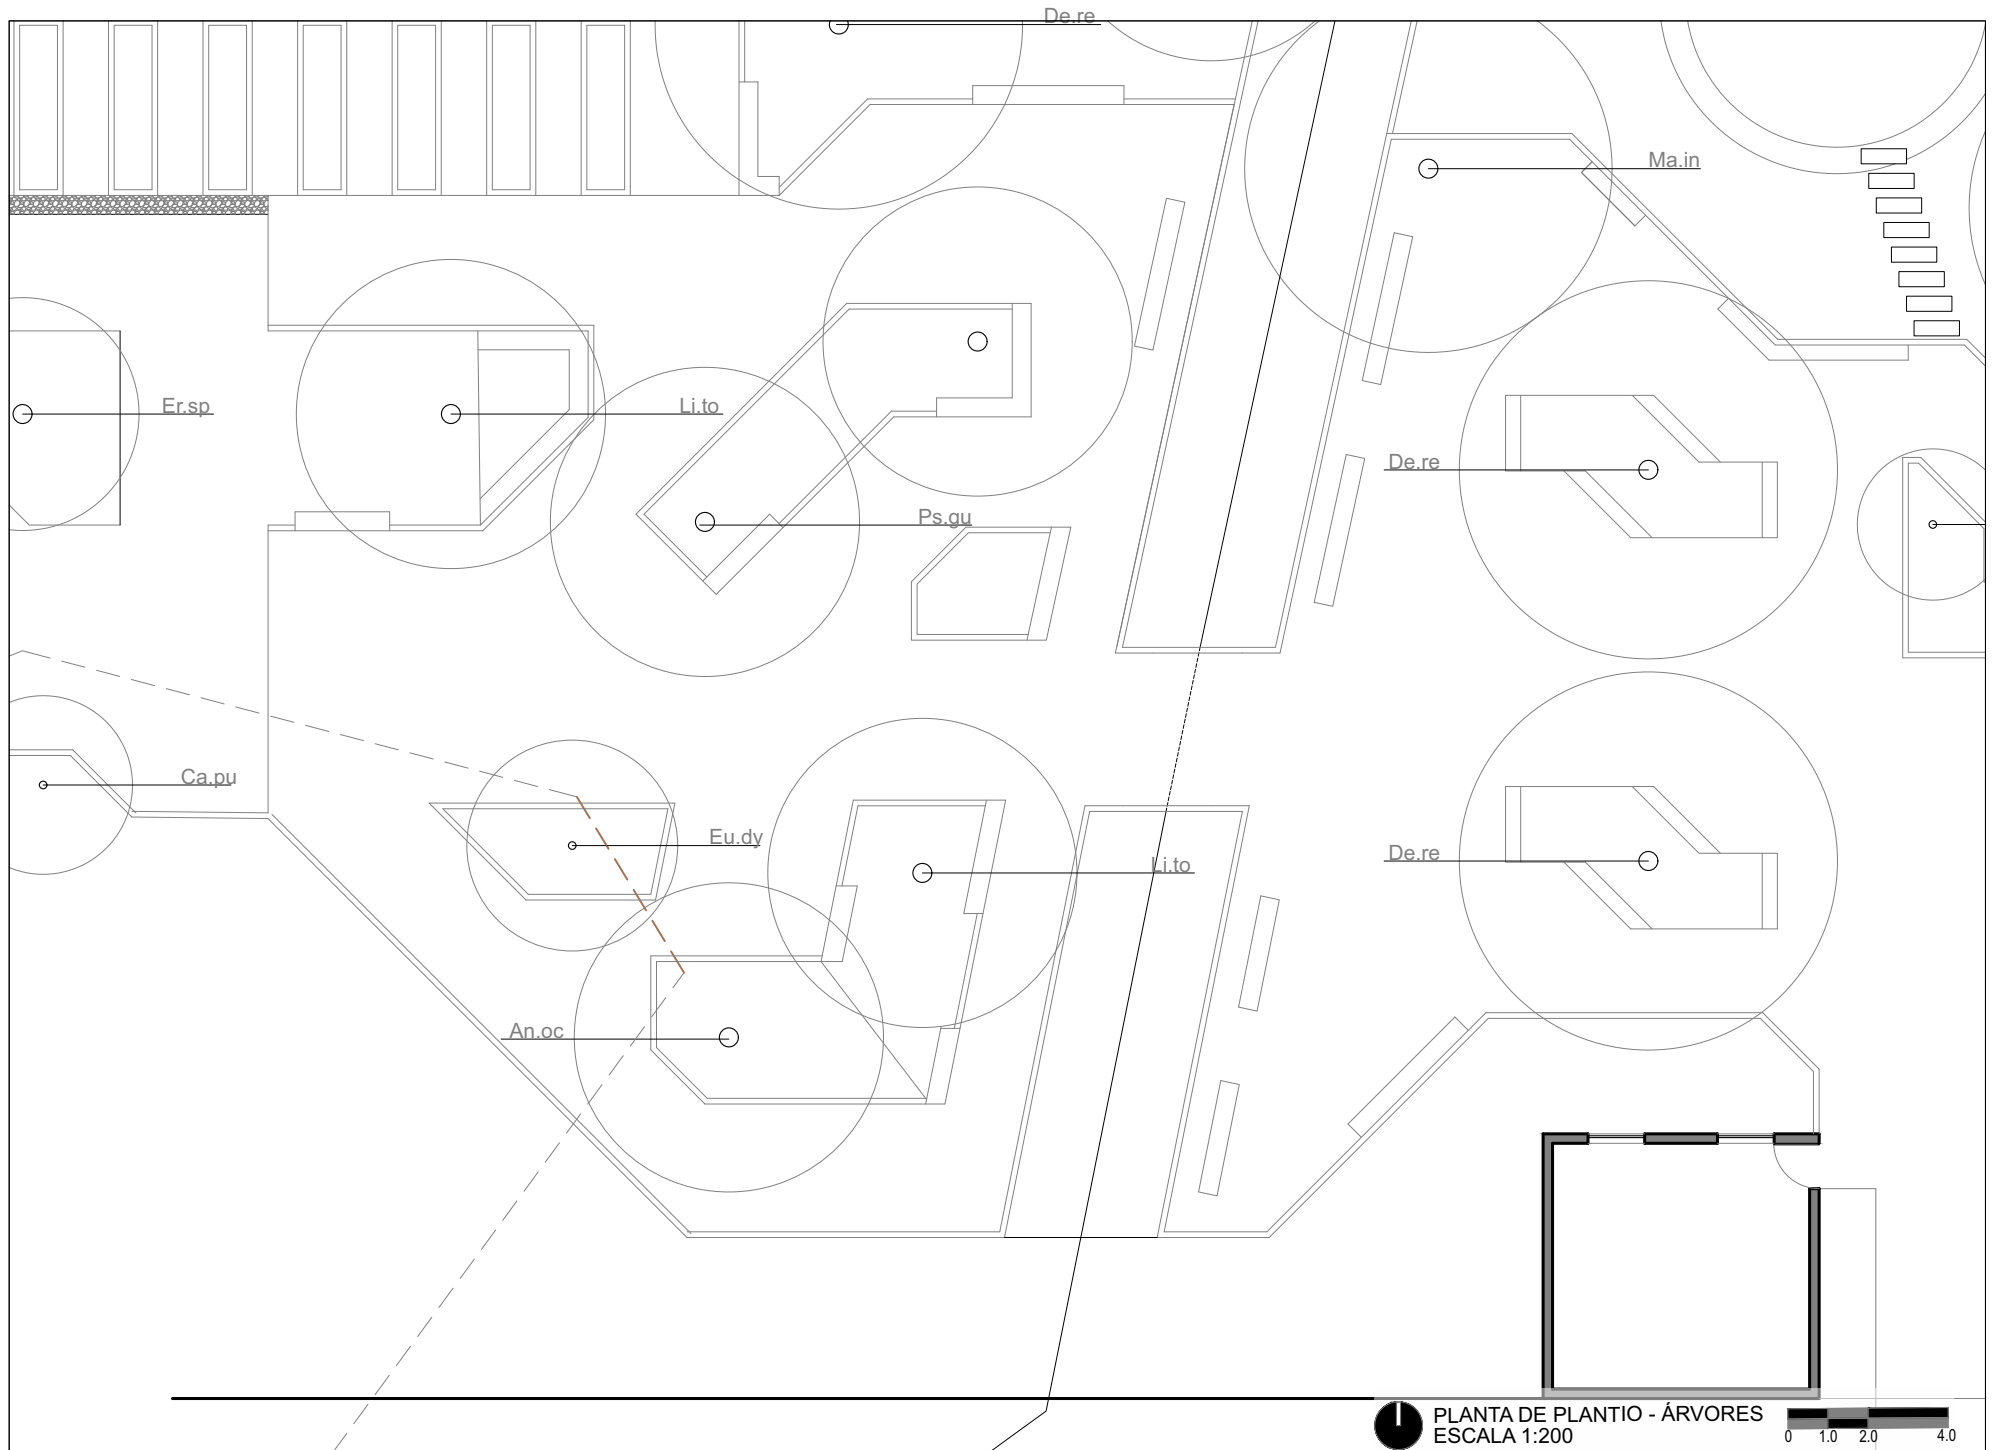 De.re
Ma.in
Er.sp
Li.to
De.re
Ps.gu
Ca.pu
Eu.dy
Li.to
De.re
An.oc
PLANTA DE PLANTIO - ÁRVORES
ESCALA 1:200
0 1.0 2.0 4.0